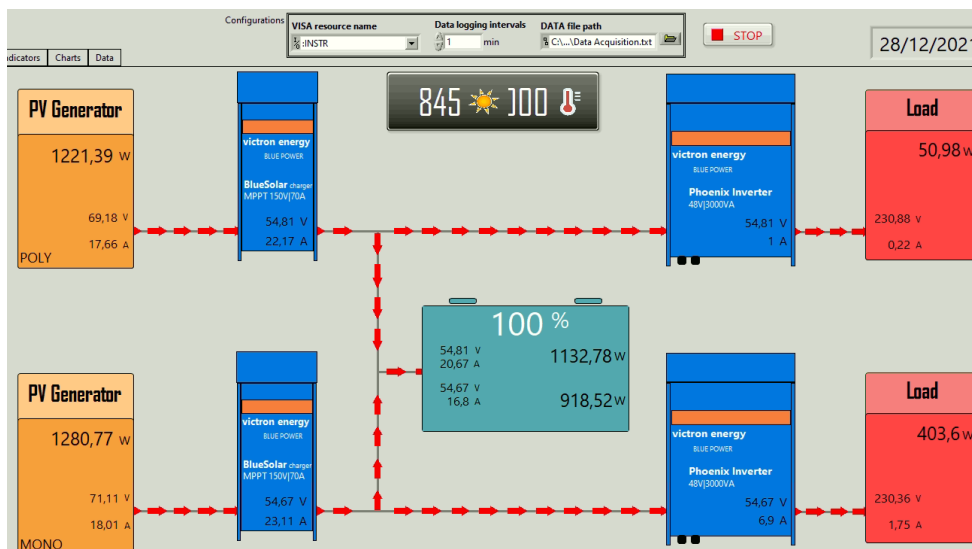 Configurations
VISA resource name
:INSTR
Data logging intervals
1 min
DATA file path
C:\...\Data Acquisition.txt
STOP
28/12/2021
ndicators
Charts
Data
PV Generator
1221,39 W
69,18 V
17,66 A
POLY
victron energy
BLUE POWER
BlueSolar charger
MPPT 150V|70A
54,81 V
22,17 A
845
victron energy
BLUE POWER
Phoenix Inverter
48V|3000VA
54,81 V
1 A
Load
50,98 W
230,88 V
0,22 A
100 %
54,81 V
20,67 A
1132,78 W
54,67 V
16,8 A
918,52 W
PV Generator
1280,77 W
71,11 V
18,01 A
MONO
victron energy
BLUE POWER
BlueSolar charger
MPPT 150V|70A
54,67 V
23,11 A
victron energy
BLUE POWER
Phoenix Inverter
48V|3000VA
54,67 V
6,9 A
Load
403,6 W
230,36 V
1,75 A